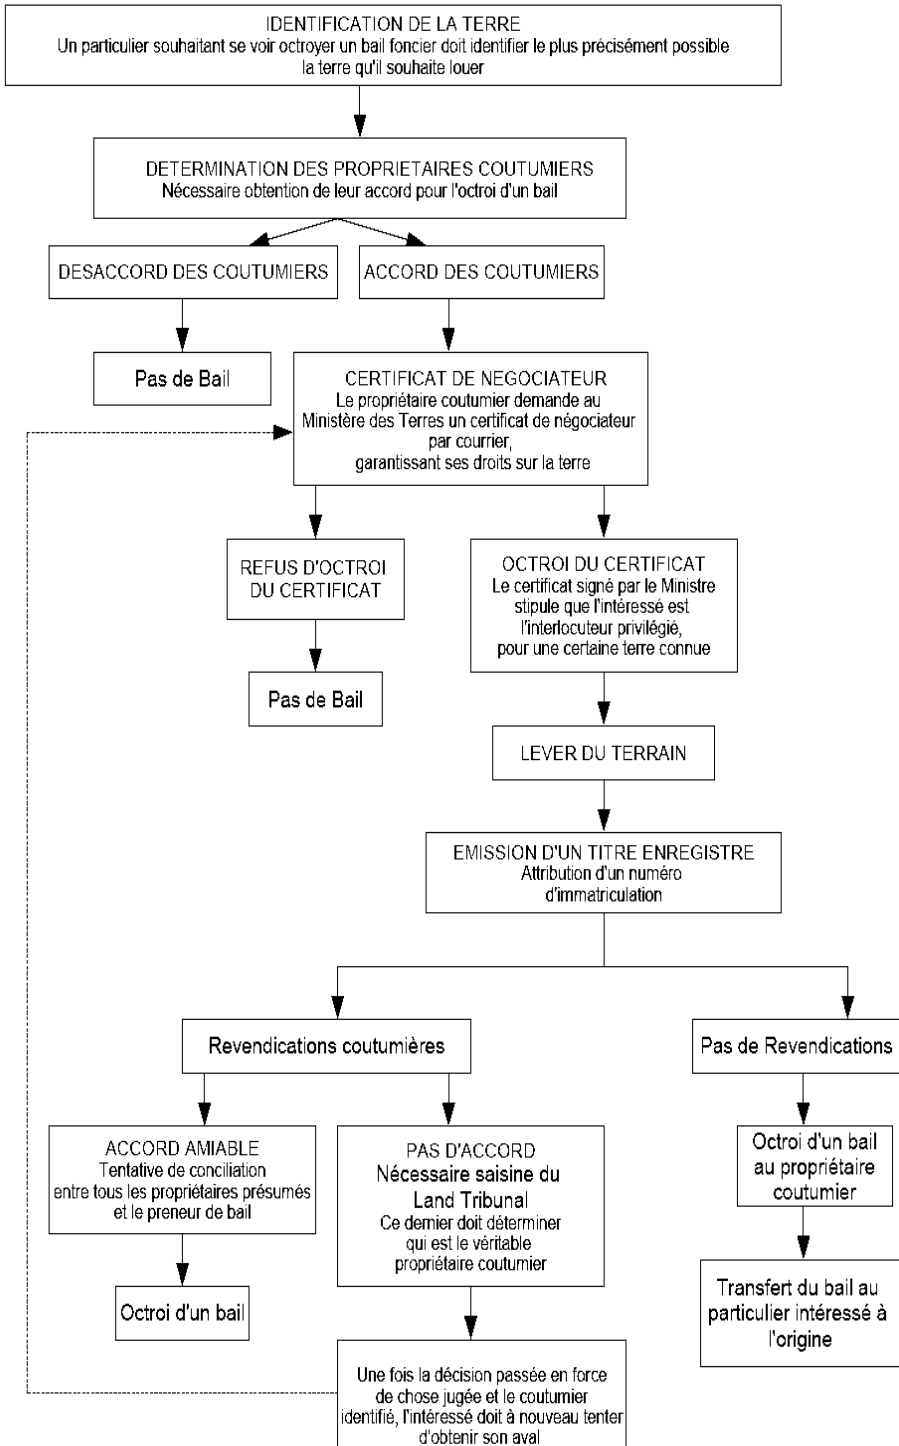 IDENTIFICATION DE LA TERRE
Un particulier souhaitant se voir octroyer un bail foncier doit identifier le plus précisément possible
la terre qu'il souhaite louer
DETERMINATION DES PROPRIETAIRES COUTUMIERS
Nécessaire obtention de leur accord pour l'octroi d'un bail
DESACCORD DES COUTUMIERS
ACCORD DES COUTUMIERS
Pas de Bail
CERTIFICAT DE NEGOCIATEUR
Le propriétaire coutumier demande au
Ministère des Terres un certificat de négociateur
par courrier,
garantissant ses droits sur la terre
REFUS D'OCTROI
DU CERTIFICAT
OCTROI DU CERTIFICAT
Le certificat signé par le Ministre
stipule que l'intéressé est
l'interlocuteur privilégié,
pour une certaine terre connue
Pas de Bail
LEVER DU TERRAIN
EMISSION D'UN TITRE ENREGISTRE
Attribution d'un numéro
d'immatriculation
Revendications coutumières
Pas de Revendications
ACCORD AMIABLE
Tentative de conciliation
entre tous les propriétaires présumés
et le preneur de bail
PAS D'ACCORD
Nécessaire saisine du
Land Tribunal
Ce dernier doit déterminer
qui est le véritable
propriétaire coutumier
Octroi d'un bail
au propriétaire
coutumier
Octroi d'un bail
Transfert du bail au
particulier intéressé à
l'origine
Une fois la décision passée en force
de chose jugée et le coutumier
identifié, l'intéressé doit à nouveau tenter
d'obtenir son aval